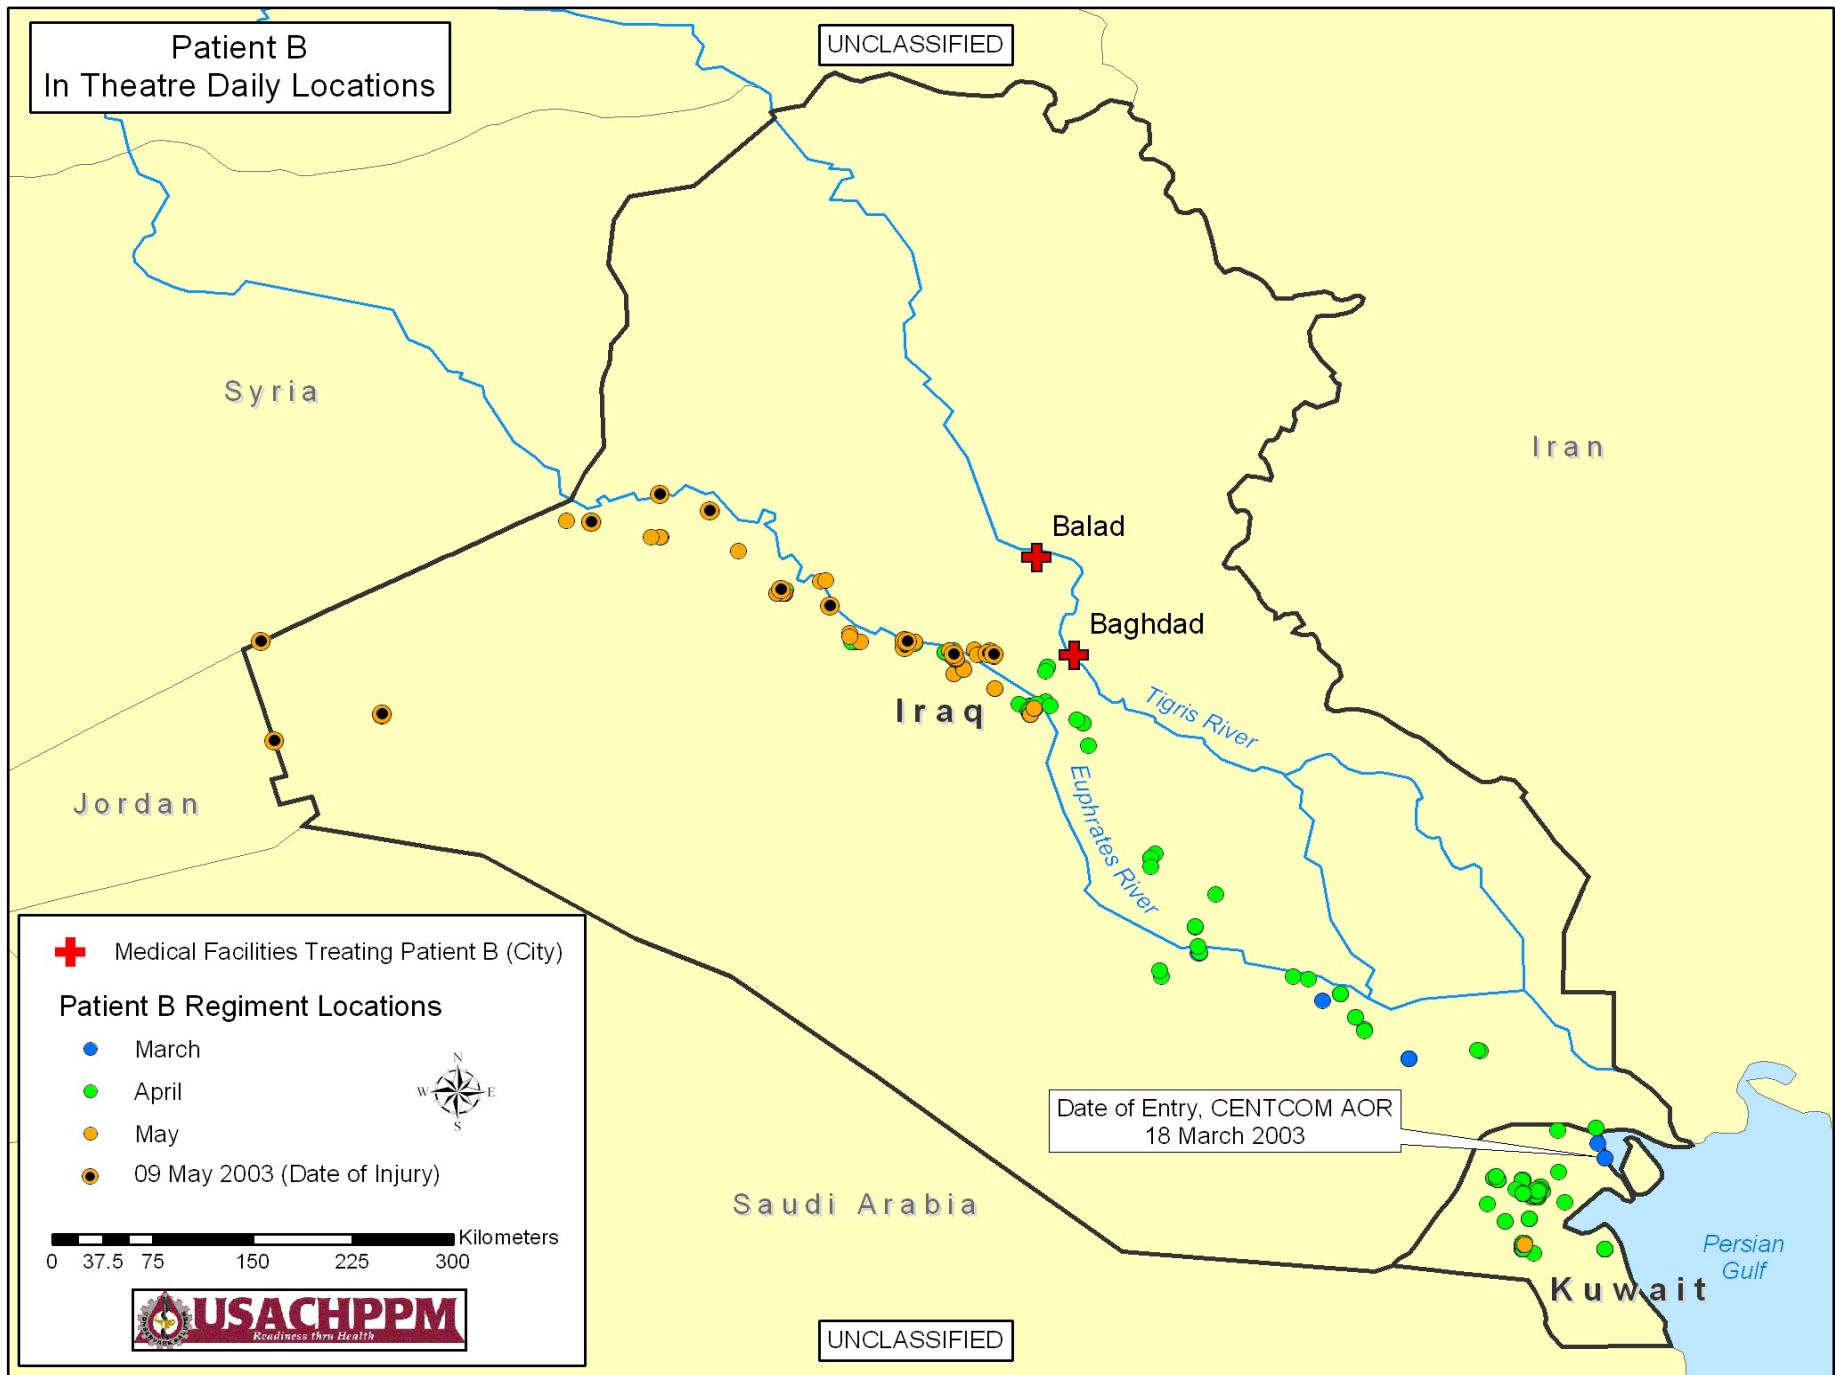 Patient B
In Theatre Daily Locations
UNCLASSIFIED
Syria
Iran
Balad
Baghdad
Iraq
Tigris River
Euphrates River
Jordan
Medical Facilities Treating Patient B (City)
Patient B Regiment Locations
March
April
May
09 May 2003 (Date of Injury)
N
W
E
S
Kilometers
0 37.5 75 150 225 300
USACHPPM
Readiness thru Health
Date of Entry, CENTCOM AOR
18 March 2003
Saudi Arabia
Persian
Gulf
Kuwait
UNCLASSIFIED